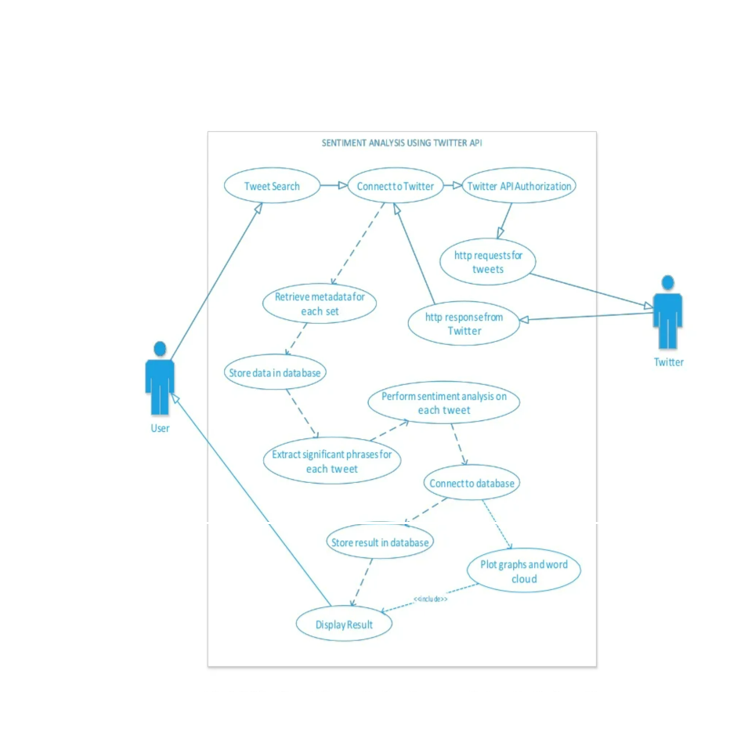 SENTIMENT ANALYSIS USING TWITTER API
Tweet Search
Connect to Twitter
Twitter API Authorization
http requests for
tweets
Retrieve metadata for
each set
http response from
Twitter
Twitter
Store data in database
User
Perform sentiment analysis on
each tweet
Extract significant phrases for
each tweet
Connect to database
Store result in database
Plot graphs and word
cloud
<<include>>
Display Result